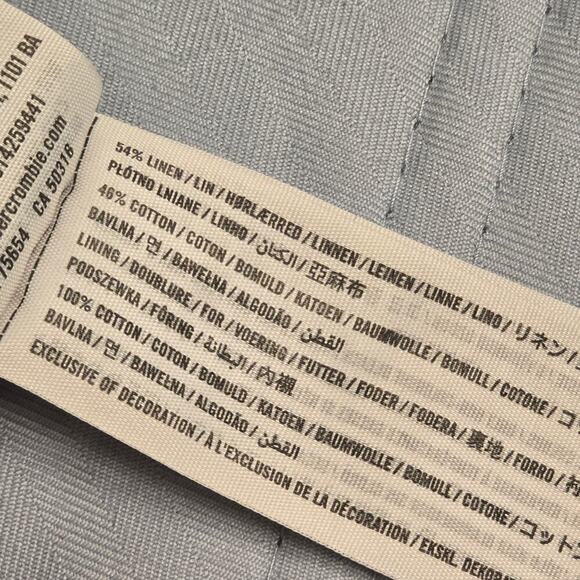 1101 BA
14259441
ercrombie.com
75654 CA 50316
54% LINEN / LIN / HØRLÆRRED / LINNEN / LEINEN / LINNE / LINO / リネン /
PŁÓTNO LNIANE / LINHO / الكتان / 亞麻布
46% COTTON / COTON / BOMULD / KATOEN / BAUMWOLLE / BOMULL / COTONE / コ
BAVLNA / 면 / BAWEŁNA / ALGODÃO / القطن
LINING / DOUBLURE / FOR / VOERING / FUTTER / FODER / FODERA / 裏地 / FORRO /
PODSZEWKA / FÓRING / البطانة / 內襯
100% COTTON / COTON / BOMULD / KATOEN / BAUMWOLLE / BOMULL / COTONE / コットン
BAVLNA / 면 / BAWEŁNA / ALGODÃO / القطن
EXCLUSIVE OF DECORATION / À L'EXCLUSION DE LA DÉCORATION / EKSKL. DEKORA